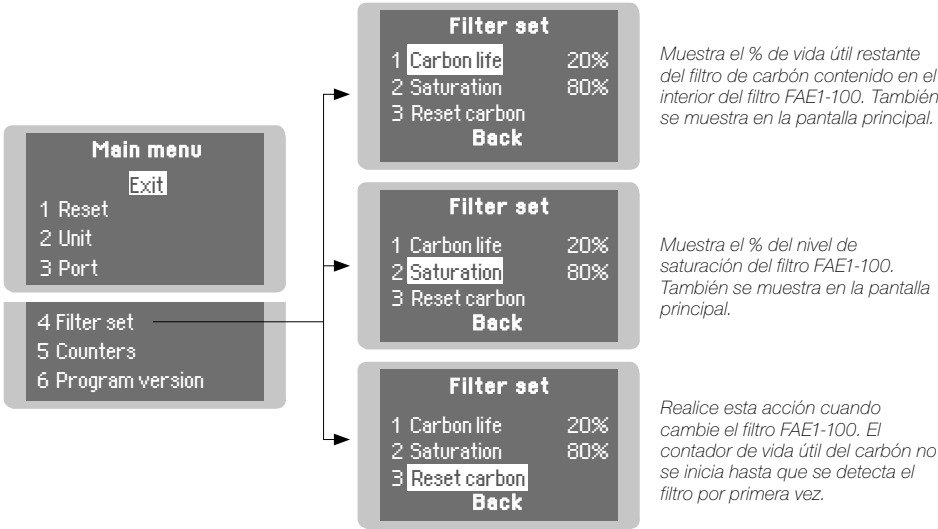 Main menu
Exit
1 Reset
2 Unit
3 Port
4 Filter set
5 Counters
6 Program version
Filter set
1 Carbon life 20%
2 Saturation 80%
3 Reset carbon
Back
Muestra el % de vida útil restante
del filtro de carbón contenido en el
interior del filtro FAE1-100. También
se muestra en la pantalla principal.
Filter set
1 Carbon life 20%
2 Saturation 80%
3 Reset carbon
Back
Muestra el % del nivel de
saturación del filtro FAE1-100.
También se muestra en la pantalla
principal.
Filter set
1 Carbon life 20%
2 Saturation 80%
3 Reset carbon
Back
Realice esta acción cuando
cambie el filtro FAE1-100. El
contador de vida útil del carbón no
se inicia hasta que se detecta el
filtro por primera vez.